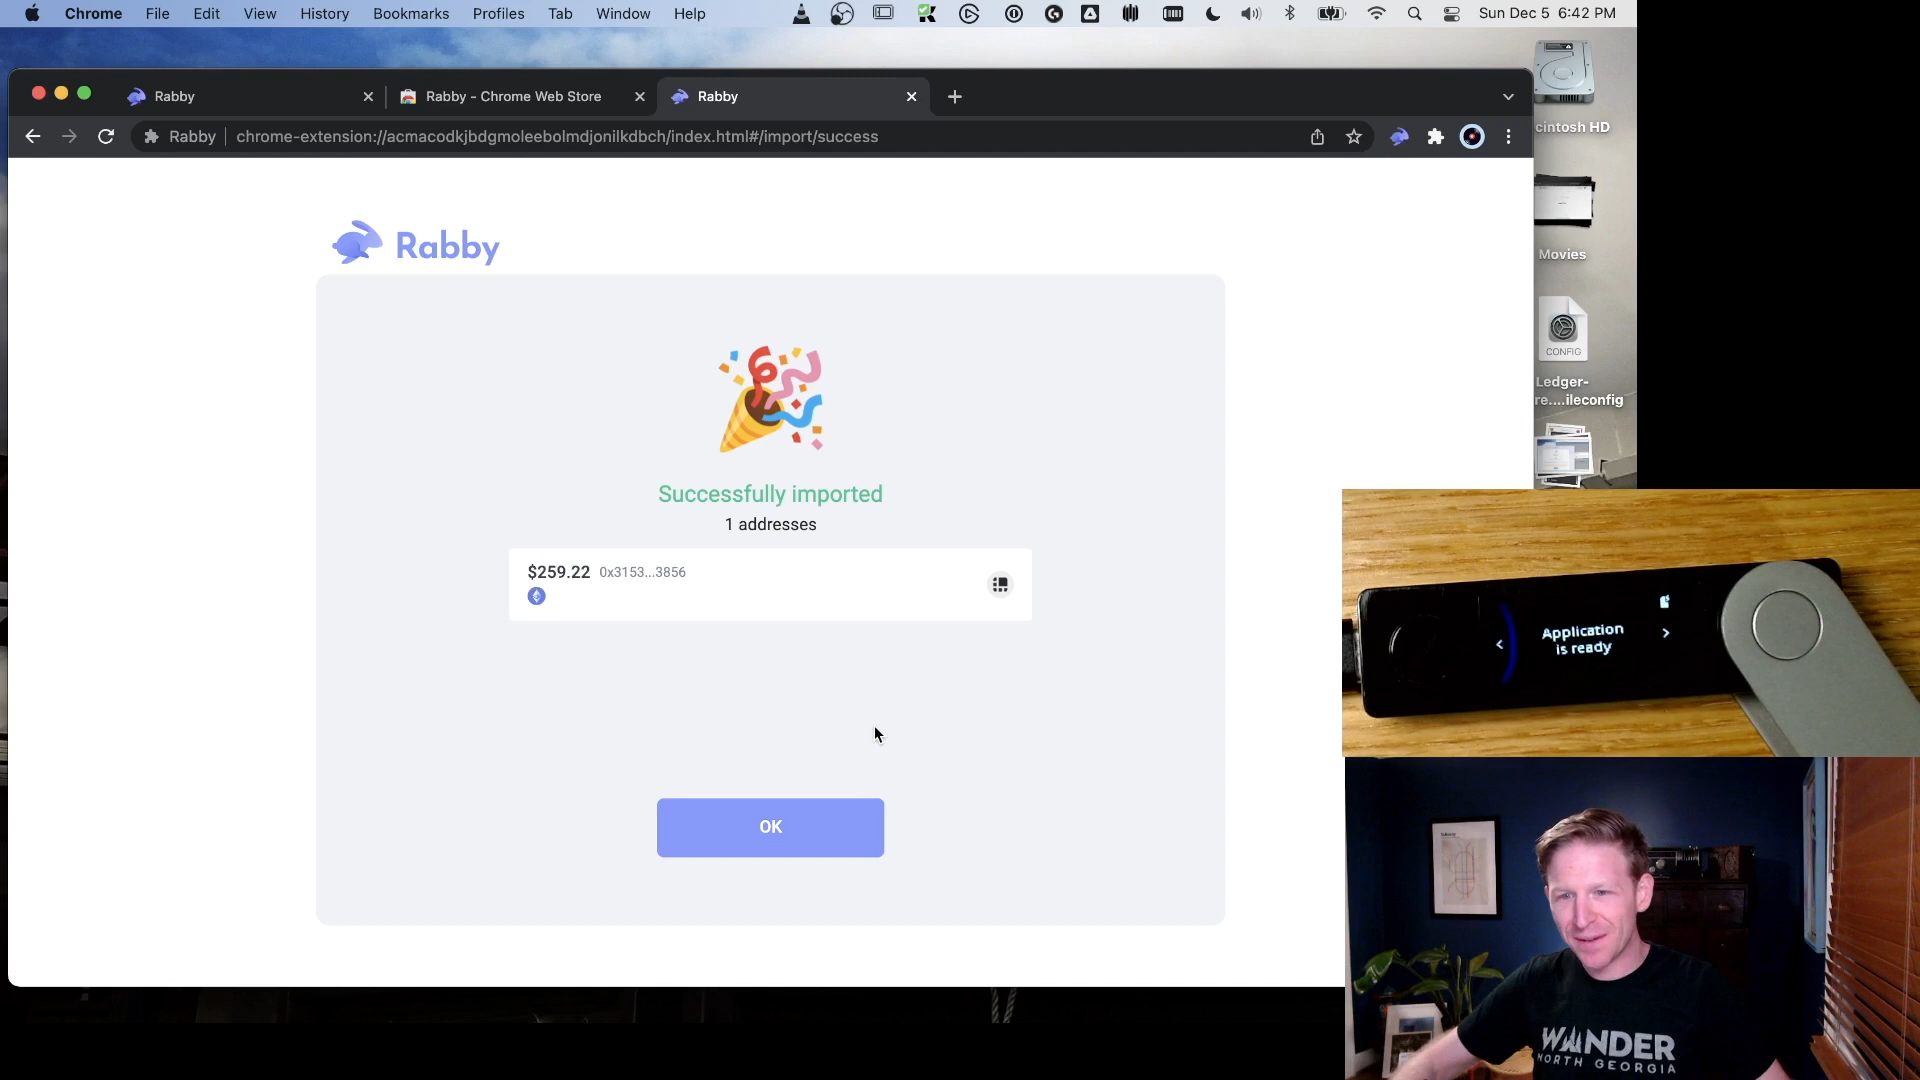 Chrome File Edit View History Bookmarks Profiles Tab Window Help Sun Dec 5 6:42 PM
Rabby
Rabby - Chrome Web Store
Rabby
Rabby chrome-extension://acmacodkjbdgmoleebolmdjonilkdbch/index.html#/import/success
cintosh HD
Movies
CONFIG
Ledger-
re....ileconfig
Rabby
Successfully imported
1 addresses
$259.22 0x3153...3856
OK
Application
is ready
WANDER
NORTH GEORGIA